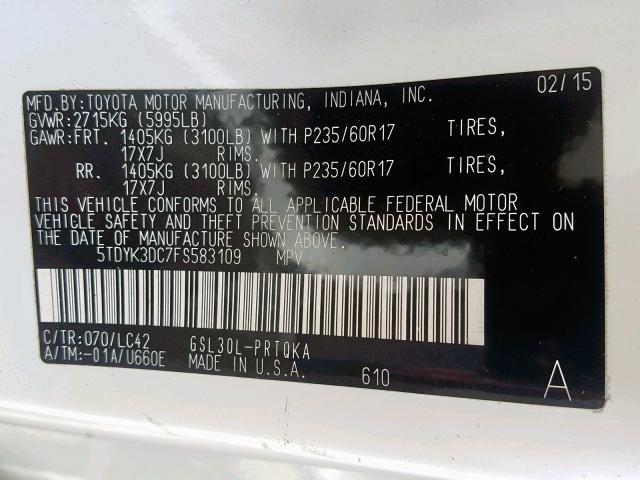 MFD.BY:TOYOTA MOTOR MANUFACTURING, INDIANA, INC. 02/15
GVWR:2715KG (5995LB)
GAWR:FRT. 1405KG (3100LB) WITH P235/60R17 TIRES,
17X7J RIMS.
RR. 1405KG (3100LB) WITH P235/60R17 TIRES,
17X7J RIMS.
THIS VEHICLE CONFORMS TO ALL APPLICABLE FEDERAL MOTOR
VEHICLE SAFETY AND THEFT PREVENTION STANDARDS IN EFFECT ON
THE DATE OF MANUFACTURE SHOWN ABOVE.
5TDYK3DC7FS583109 MPV
C/TR:070/LC42 GSL30L-PRTQKA
A/TM:-01A/U660E MADE IN U.S.A. 610 A